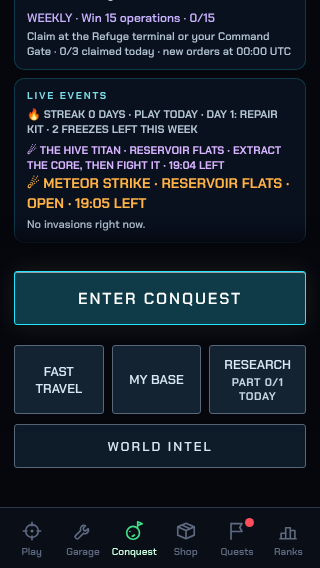 WEEKLY · Win 15 operations · 0/15
Claim at the Refuge terminal or your Command
Gate · 0/3 claimed today · new orders at 00:00 UTC
LIVE EVENTS
🔥 STREAK 0 DAYS · PLAY TODAY · DAY 1: REPAIR
KIT · 2 FREEZES LEFT THIS WEEK
☄ THE HIVE TITAN · RESERVOIR FLATS · EXTRACT
THE CORE, THEN FIGHT IT · 19:04 LEFT
☄ METEOR STRIKE · RESERVOIR FLATS ·
OPEN · 19:05 LEFT
No invasions right now.
ENTER CONQUEST
FAST
TRAVEL
MY BASE
RESEARCH
PART 0/1
TODAY
WORLD INTEL
Play
Garage
Conquest
Shop
Quests
Ranks